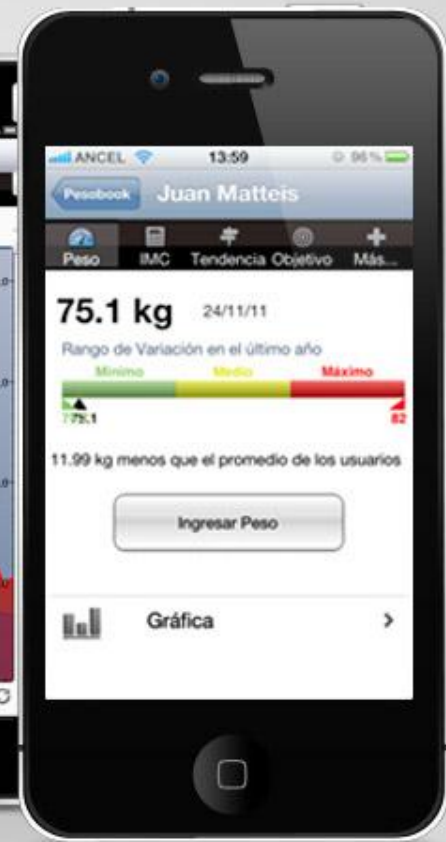 ANCEL 13:59 96 %
Pesobook Juan Matteis
Peso IMC Tendencia Objetivo Más...
75.1 kg 24/11/11
Rango de Variación en el último año
Mínimo Medio Máximo
75.1 82
11.99 kg menos que el promedio de los usuarios
Ingresar Peso
Gráfica